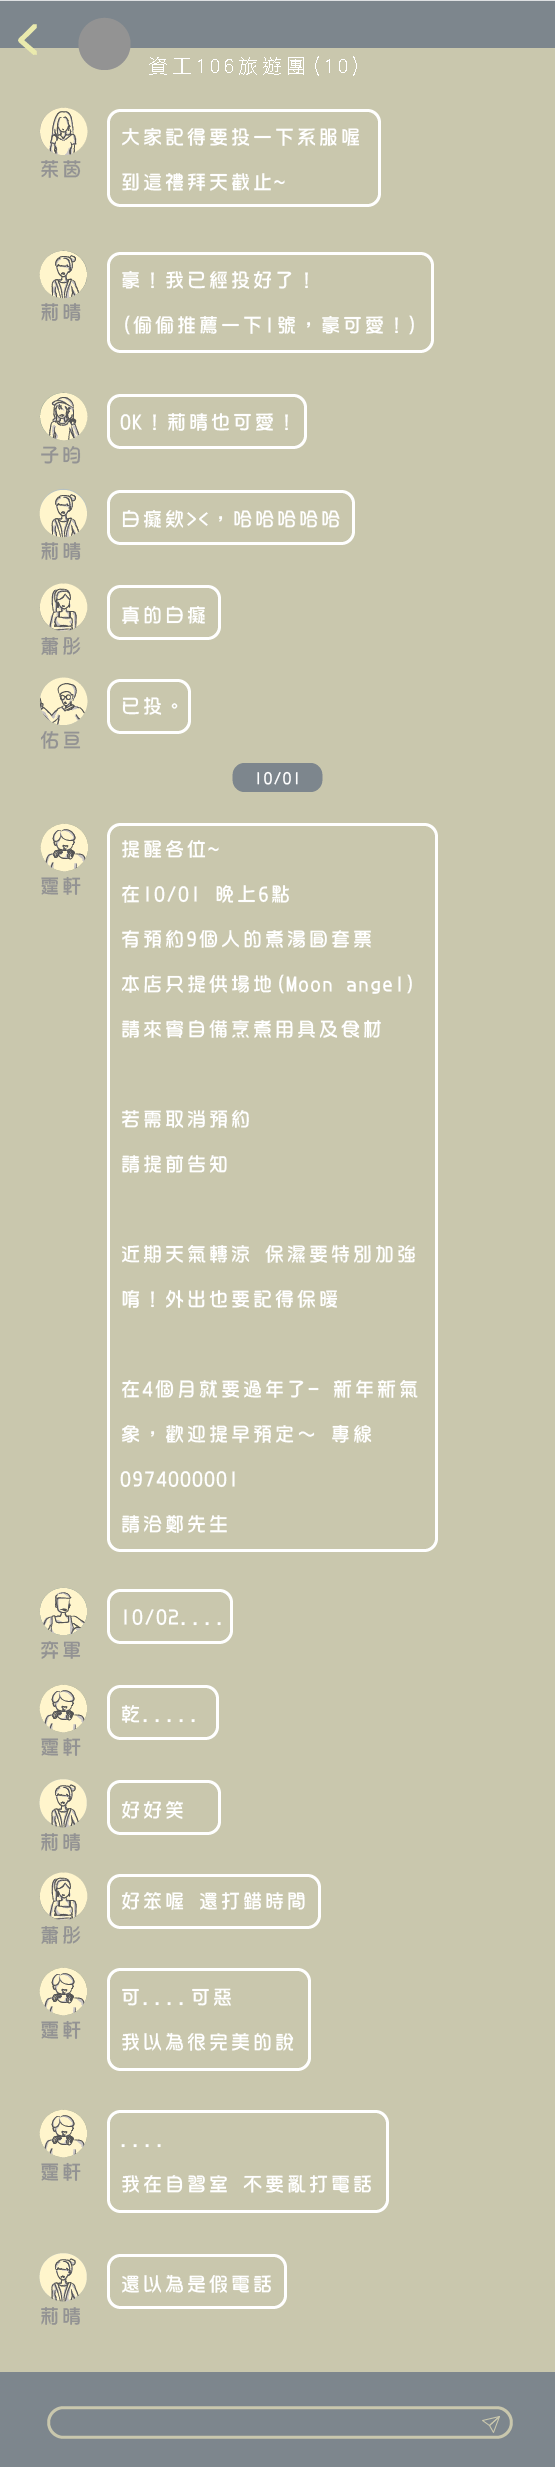 資工106旅遊團(10)
大家記得要投一下系服喔
到這禮拜天截止~
茱茵
豪！我已經投好了！
(偷偷推薦一下1號，豪可愛！)
莉晴
OK！莉晴也可愛！
子昀
白癡欸><，哈哈哈哈哈
莉晴
真的白癡
蕭彤
已投。
佑亘
10/01
提醒各位~
在10/01 晚上6點
有預約9個人的煮湯圓套票
本店只提供場地(Moon angel)
請來賓自備烹煮用具及食材
若需取消預約
請提前告知
近期天氣轉涼 保濕要特別加強
唷！外出也要記得保暖
在4個月就要過年了- 新年新氣
象，歡迎提早預定～ 專線
0974000001
請洽鄭先生
霆軒
10/02....
弈軍
乾.....
霆軒
好好笑
莉晴
好笨喔 還打錯時間
蕭彤
可....可惡
我以為很完美的說
霆軒
....
我在自習室 不要亂打電話
霆軒
還以為是假電話
莉晴